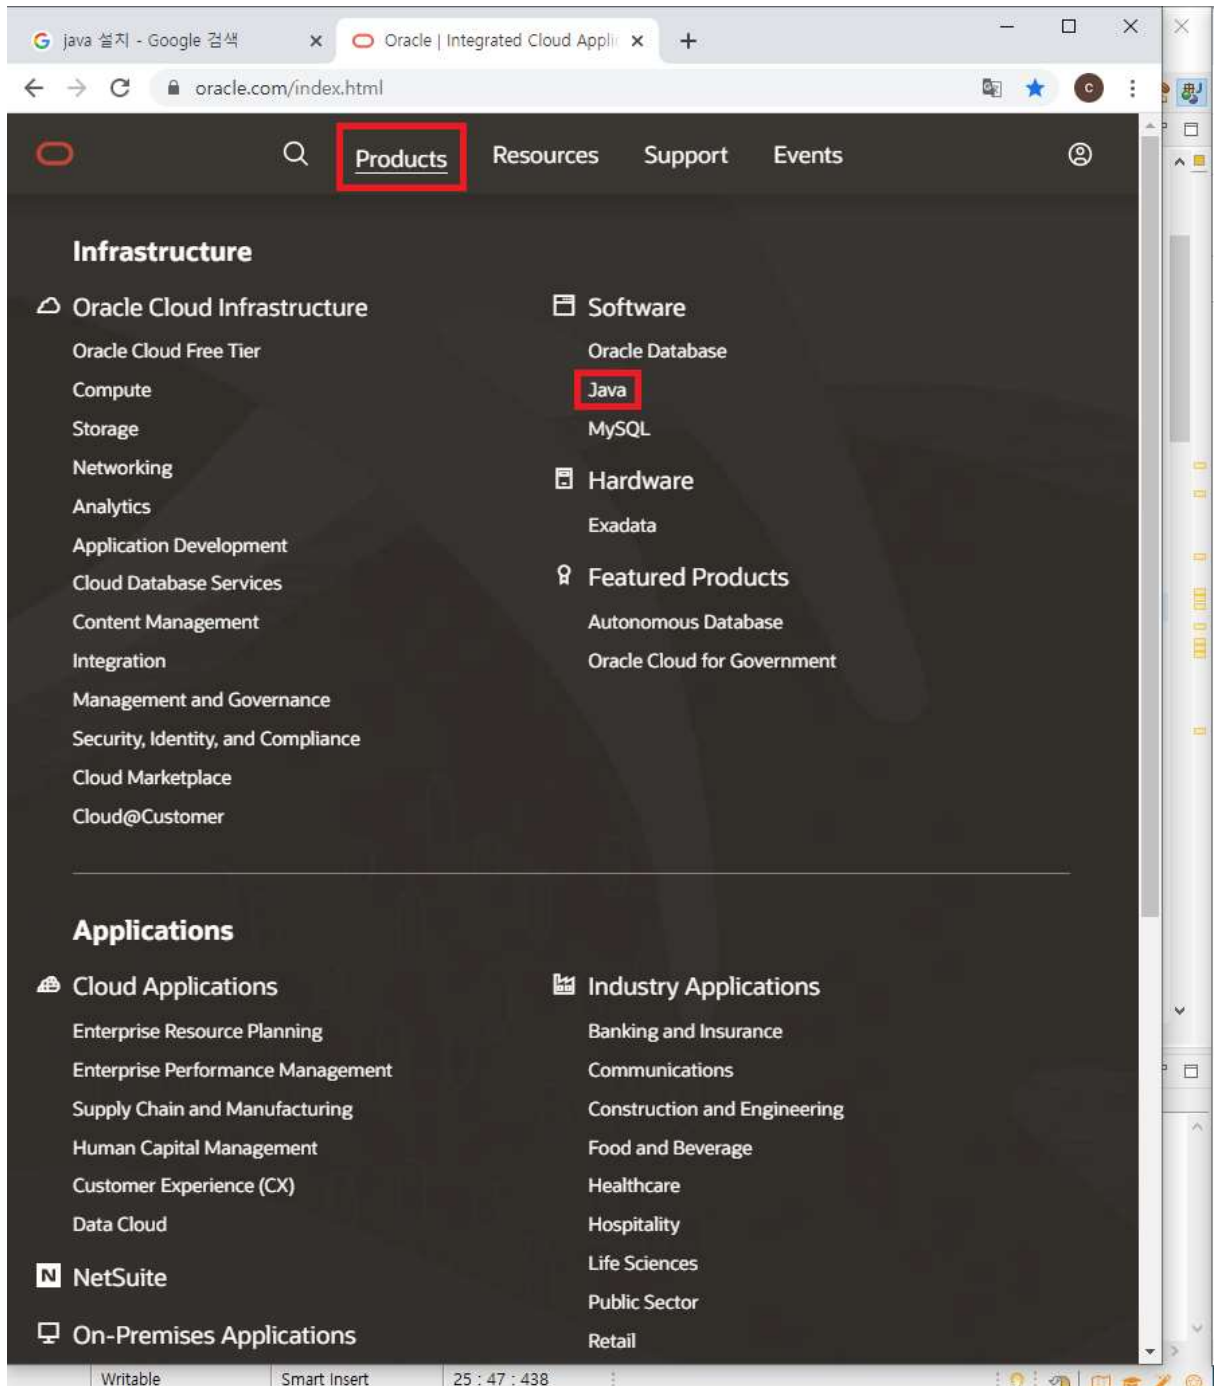 java 설치 - Google 검색
Oracle | Integrated Cloud Appli
oracle.com/index.html
C
Products Resources Support Events
Infrastructure
Oracle Cloud Infrastructure
Oracle Cloud Free Tier
Compute
Storage
Networking
Analytics
Application Development
Cloud Database Services
Content Management
Integration
Management and Governance
Security, Identity, and Compliance
Cloud Marketplace
Cloud@Customer
Software
Oracle Database
Java
MySQL
Hardware
Exadata
Featured Products
Autonomous Database
Oracle Cloud for Government
Applications
Cloud Applications
Enterprise Resource Planning
Enterprise Performance Management
Supply Chain and Manufacturing
Human Capital Management
Customer Experience (CX)
Data Cloud
N NetSuite
On-Premises Applications
Industry Applications
Banking and Insurance
Communications
Construction and Engineering
Food and Beverage
Healthcare
Hospitality
Life Sciences
Public Sector
Retail
Writable Smart Insert 25 : 47 : 438